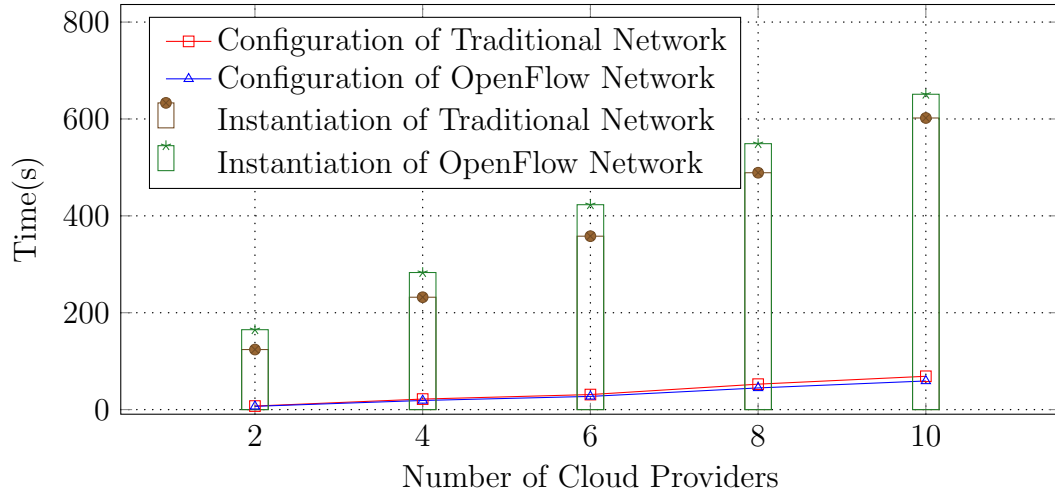 Configuration of Traditional Network
Configuration of OpenFlow Network
Instantiation of Traditional Network
Instantiation of OpenFlow Network
Time(s)
800
600
400
200
0
2 4 6 8 10
Number of Cloud Providers